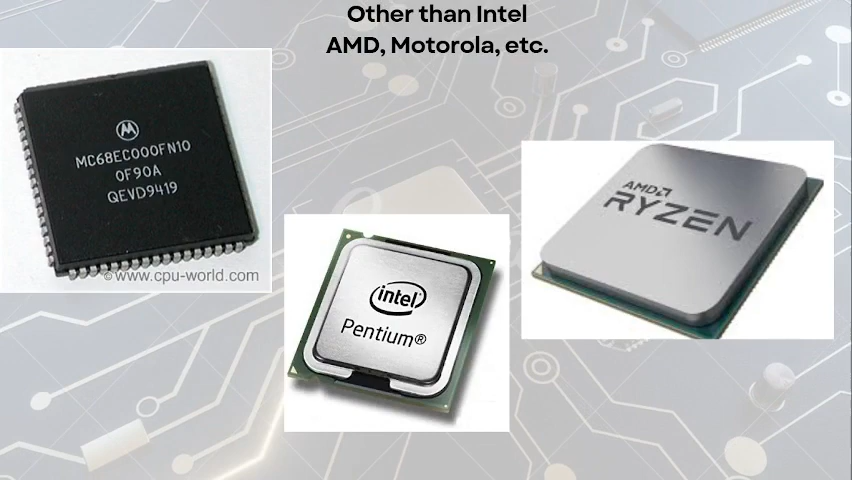 Other than Intel
AMD, Motorola, etc.
MC68EC000FN10
0F90A
QEVD9419
©www.cpu-world.com
intel
Pentium®
AMD
RYZEN